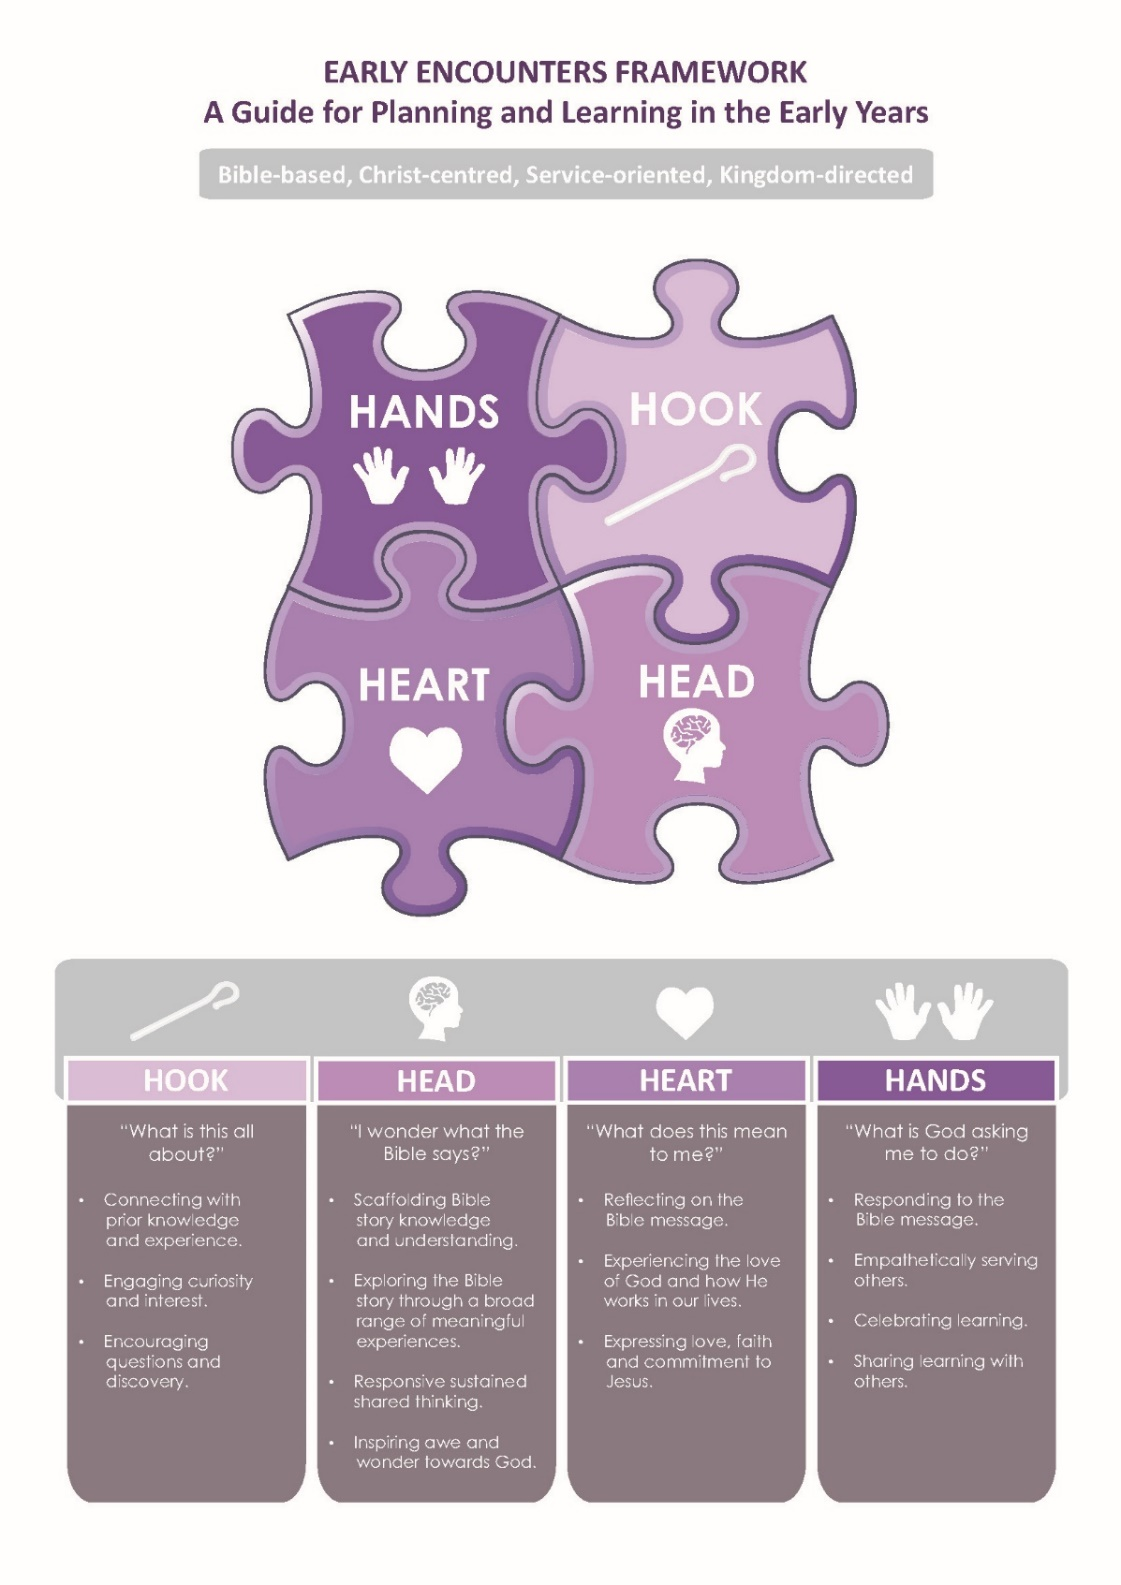 EARLY ENCOUNTERS FRAMEWORK
A Guide for Planning and Learning in the Early Years
Bible-based, Christ-centred, Service-oriented, Kingdom-directed
HANDS
HOOK
HEART
HEAD
HOOK
"What is this all
about?"
• Connecting with
prior knowledge
and experience.
• Engaging curiosity
and interest.
• Encouraging
questions and
discovery.
HEAD
"I wonder what the
Bible says?"
• Scaffolding Bible
story knowledge
and understanding.
• Exploring the Bible
story through a broad
range of meaningful
experiences.
• Responsive sustained
shared thinking.
• Inspiring awe and
wonder towards God.
HEART
"What does this mean
to me?"
• Reflecting on the
Bible message.
• Experiencing the love
of God and how He
works in our lives.
• Expressing love, faith
and commitment to
Jesus.
HANDS
"What is God asking
me to do?"
• Responding to the
Bible message.
• Empathetically serving
others.
• Celebrating learning.
• Sharing learning with
others.